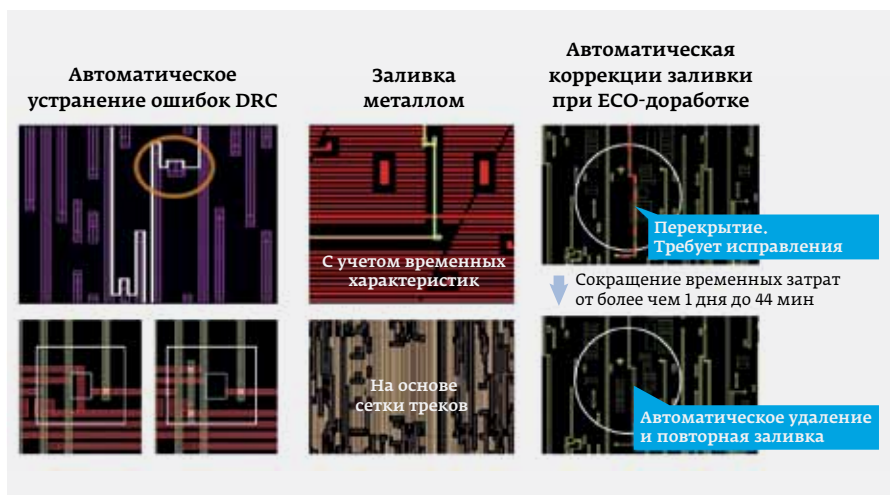 Автоматическое
устранение ошибок DRC
Заливка
металлом
С учетом временных
характеристик
На основе
сетки треков
Автоматическая
коррекции заливки
при ECO-доработке
Перекрытие.
Требует исправления
Сокращение временных затрат
от более чем 1 дня до 44 мин
Автоматическое удаление
и повторная заливка